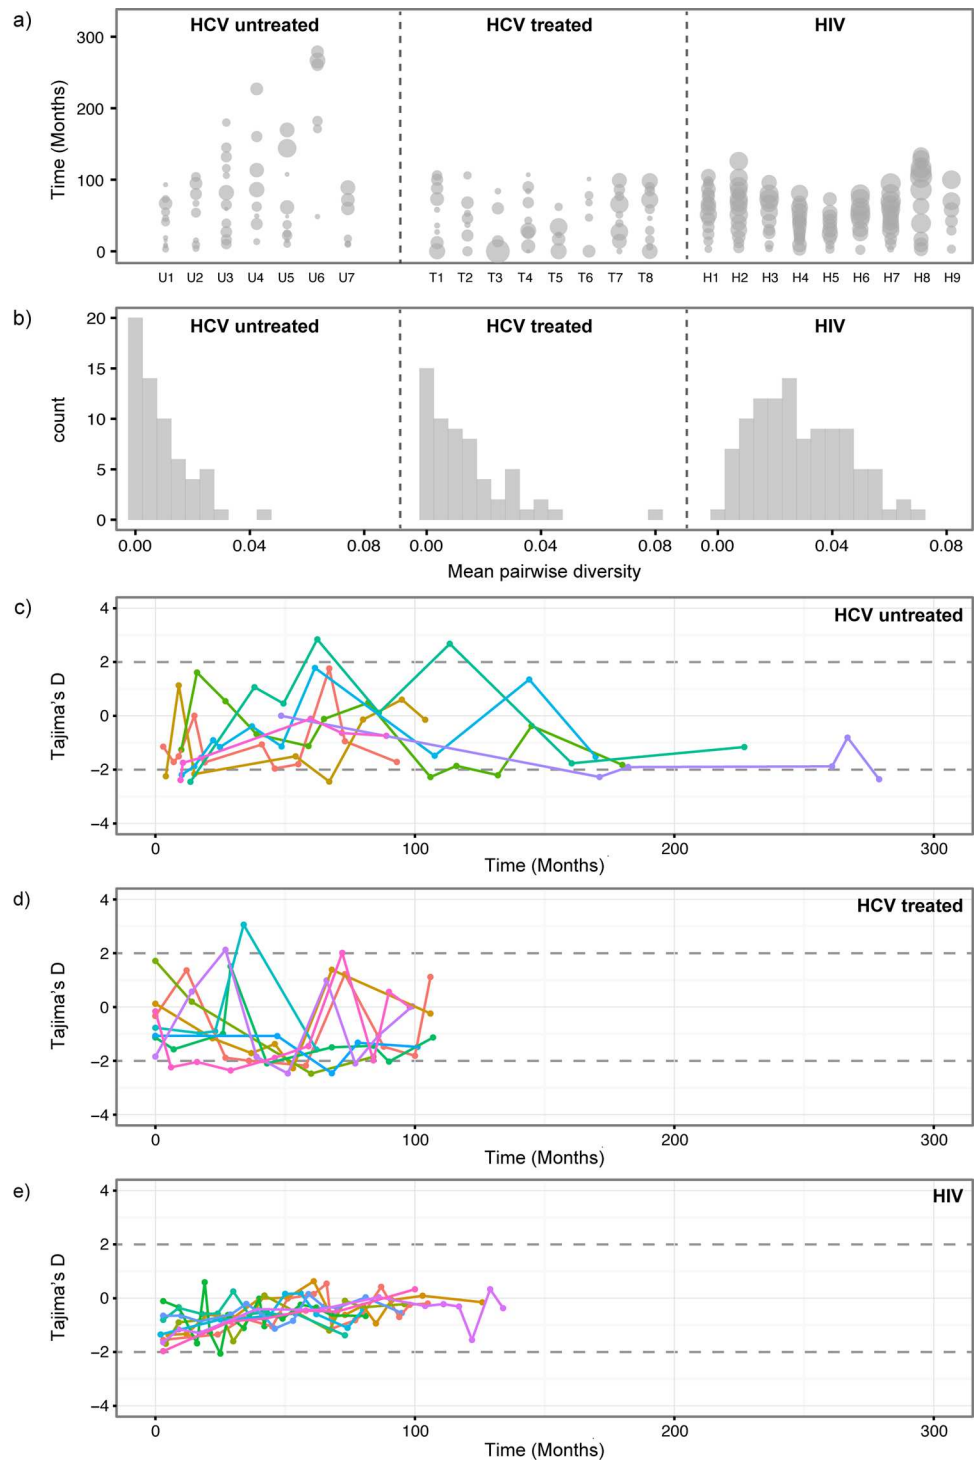 a)
HCV untreated HCV treated HIV
Time (Months)
300
200
100
0
U1 U2 U3 U4 U5 U6 U7 T1 T2 T3 T4 T5 T6 T7 T8 H1 H2 H3 H4 H5 H6 H7 H8 H9
b)
HCV untreated HCV treated HIV
count
20
15
10
5
0
0.00 0.04 0.08 0.00 0.04 0.08 0.00 0.04 0.08
Mean pairwise diversity
c)
HCV untreated
Tajima's D
4
2
0
−2
−4
0 100 200 300
Time (Months)
d)
HCV treated
Tajima's D
4
2
0
−2
−4
0 100 200 300
Time (Months)
e)
HIV
Tajima's D
4
2
0
−2
−4
0 100 200 300
Time (Months)